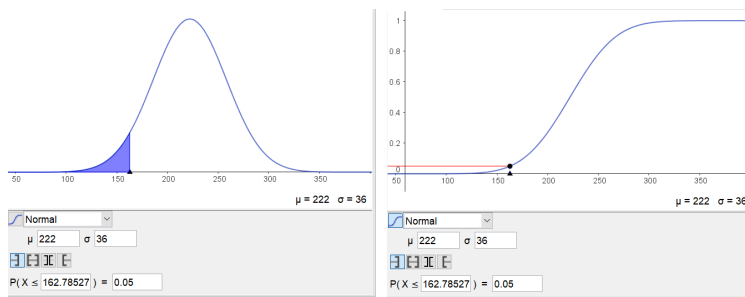 50 100 150 200 250 300 350
μ = 222 σ = 36
Normal
μ 222 σ 36
P( X ≤ 162.78527 ) = 0.05
1
0.8
0.6
0.4
0.2
0
50 100 150 200 250 300 350
μ = 222 σ = 36
Normal
μ 222 σ 36
P( X ≤ 162.78527 ) = 0.05